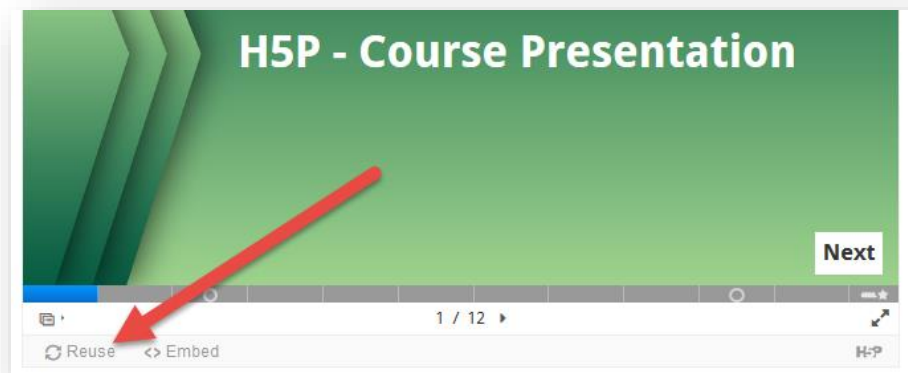 H5P - Course Presentation
Next
1 / 12
Reuse <> Embed
H5P